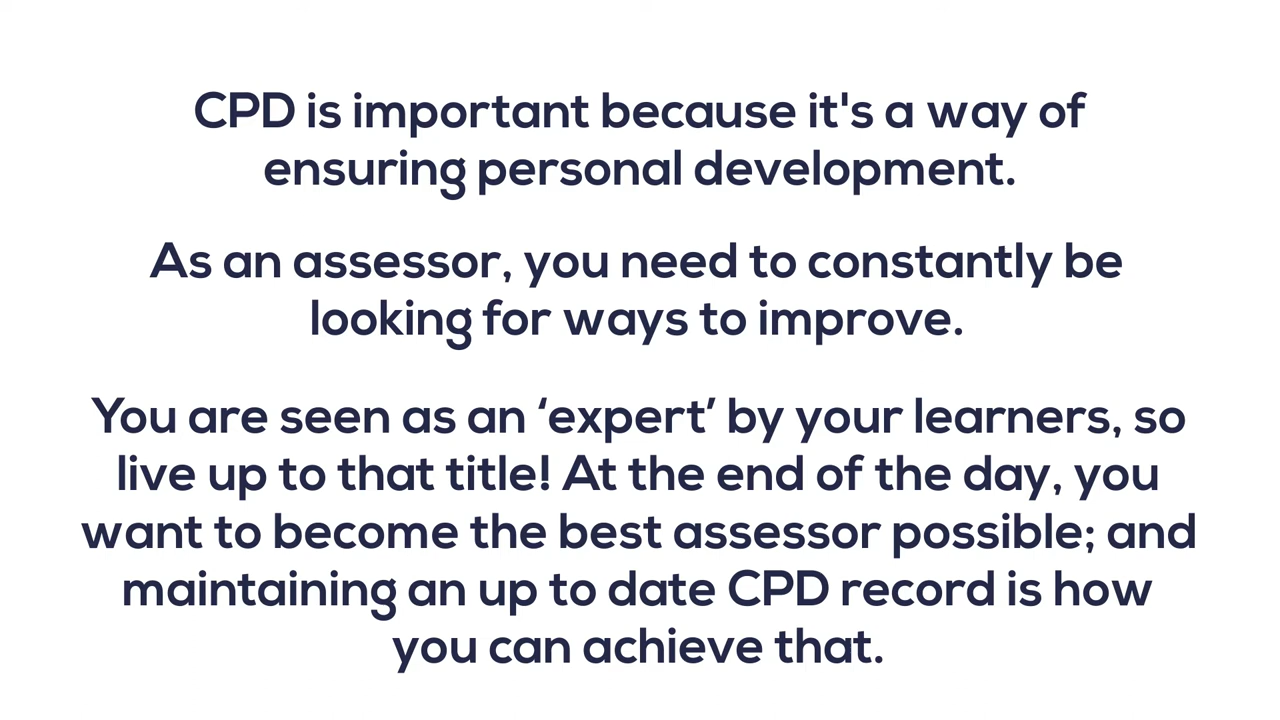 CPD is important because it's a way of
ensuring personal development.
As an assessor, you need to constantly be
looking for ways to improve.
You are seen as an ‘expert’ by your learners, so
live up to that title! At the end of the day, you
want to become the best assessor possible; and
maintaining an up to date CPD record is how
you can achieve that.